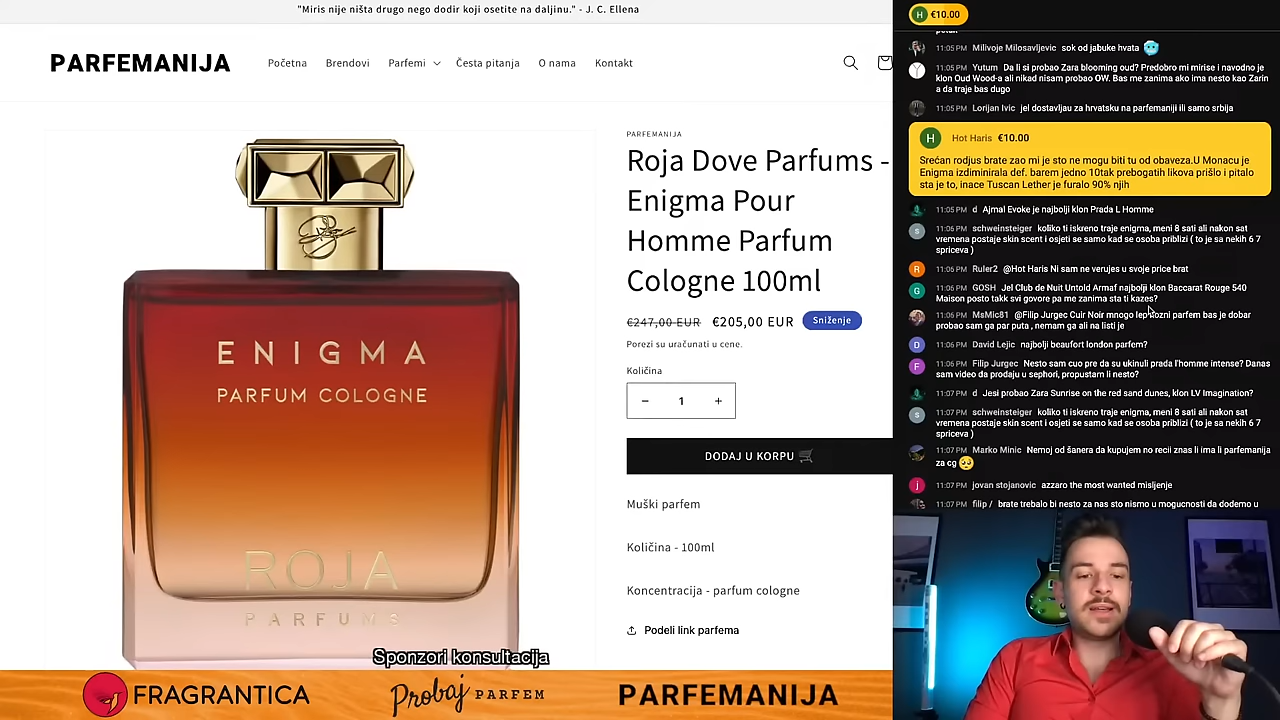 "Miris nije ništa drugo nego dodir koji osetite na daljinu." - J. C. Ellena
PARFEMANIJA
Početna
Brendovi
Parfemi
Česta pitanja
O nama
Kontakt
ENIGMA
PARFUM COLOGNE
ROJA
PARFUMS
PARFEMANIJA
Roja Dove Parfums -
Enigma Pour
Homme Parfum
Cologne 100ml
€247,00 EUR €205,00 EUR Sniženje
Porezi su uračunati u cene.
Količina
− 1 +
DODAJ U KORPU 🛒
Muški parfem
Količina - 100ml
Koncentracija - parfum cologne
Podeli link parfema
Sponzori konsultacija
FRAGRANTICA
Probaj PARFEM
PARFEMANIJA
H €10.00
11:05 PM Milivoje Milosavljevic sok od jabuke hvata 🥶
11:05 PM Yutum Da li si probao Zara blooming oud? Predobro mi mirise i navodno je
klon Oud Wood-a ali nikad nisam probao OW. Bas me zanima ako ima nesto kao Zarin
a da traje bas dugo
11:05 PM Lorijan Ivic jel dostavljau za hrvatsku na parfemaniji ili samo srbija
H Hot Haris €10.00
Srećan rodjus brate zao mi je sto ne mogu biti tu od obaveza.U Monacu je
Enigma izdiminirala def. barem jedno 10tak prebogatih likova prišlo i pitalo
sta je to, inace Tuscan Lether je furalo 90% njih
11:05 PM d Ajmal Evoke je najbolji klon Prada L Homme
S 11:06 PM schweinsteiger koliko ti iskreno traje enigma, meni 8 sati ali nakon sat
vremena postaje skin scent i osjeti se samo kad se osoba priblizi ( to je sa nekih 6 7
spriceva )
R 11:06 PM Ruler2 @Hot Haris Ni sam ne verujes u svoje price brat
G 11:06 PM GOSH Jel Club de Nuit Untold Armaf najbolji klon Baccarat Rouge 540
Maison posto takk svi govore pa me zanima sta ti kazes?
11:06 PM MsMic81 @Filip Jurgec Cuir Noir mnogo lep nozni parfem bas je dobar
probao sam ga par puta , nemam ga ali na listi je
D 11:06 PM David Lejic najbolji beaufort london parfem?
F 11:06 PM Filip Jurgec Nesto sam cuo pre da su ukinuli prada l'homme intense? Danas
sam video da prodaju u sephori, propustam li nesto?
11:07 PM d Jesi probao Zara Sunrise on the red sand dunes, klon LV Imagination?
S 11:07 PM schweinsteiger koliko ti iskreno traje enigma, meni 8 sati ali nakon sat
vremena postaje skin scent i osjeti se samo kad se osoba priblizi ( to je sa nekih 6 7
spriceva )
11:07 PM Marko Minic Nemoj od šanera da kupujem no recii znas li ima li parfemanija
za cg 🥺
j 11:07 PM jovan stojanovic azzaro the most wanted misljenje
11:07 PM filip / brate trebalo bi nesto za nas sto nismo u mogucnosti da dodemo u